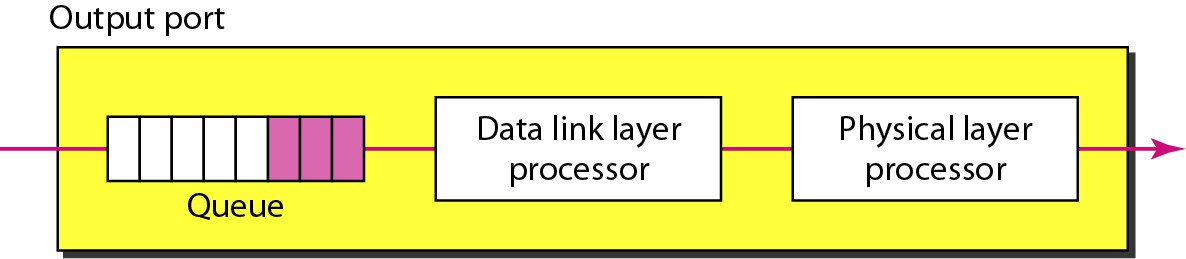 Output port
Data link layer
processor
Physical layer
processor
Queue